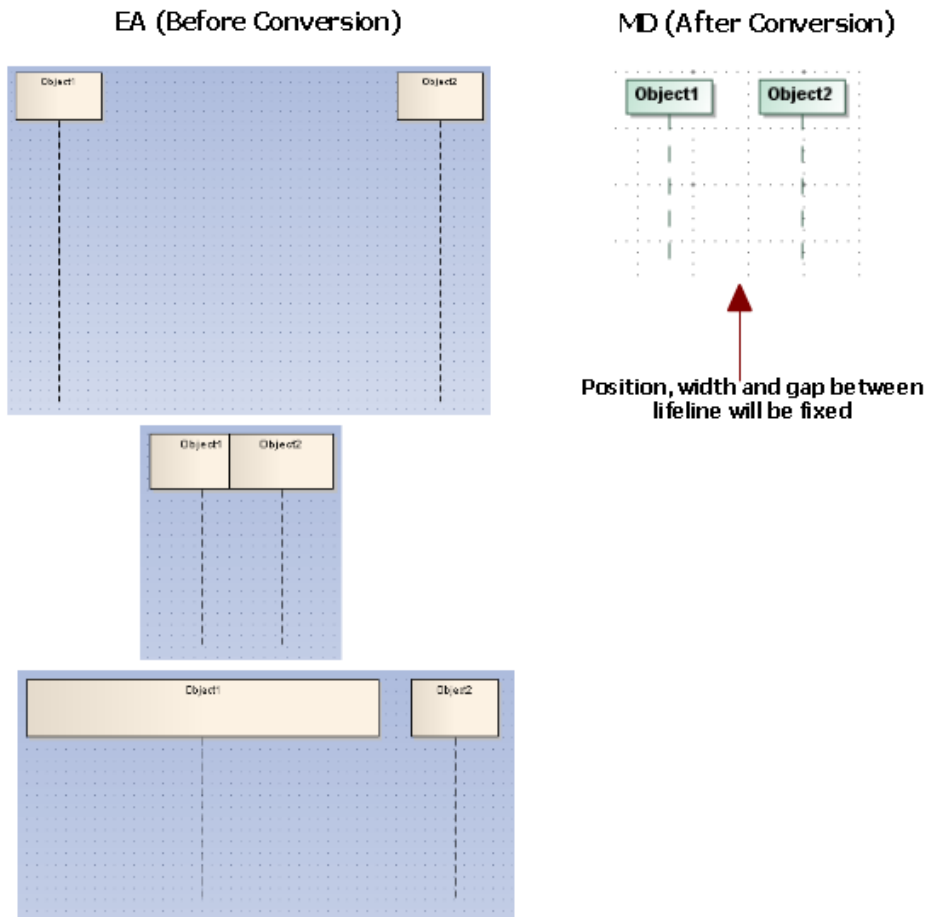 EA (Before Conversion)
MD (After Conversion)
Object1
Object2
Object1
Object2
Position, width and gap between
lifeline will be fixed
Object1
Object2
Object1
Object2